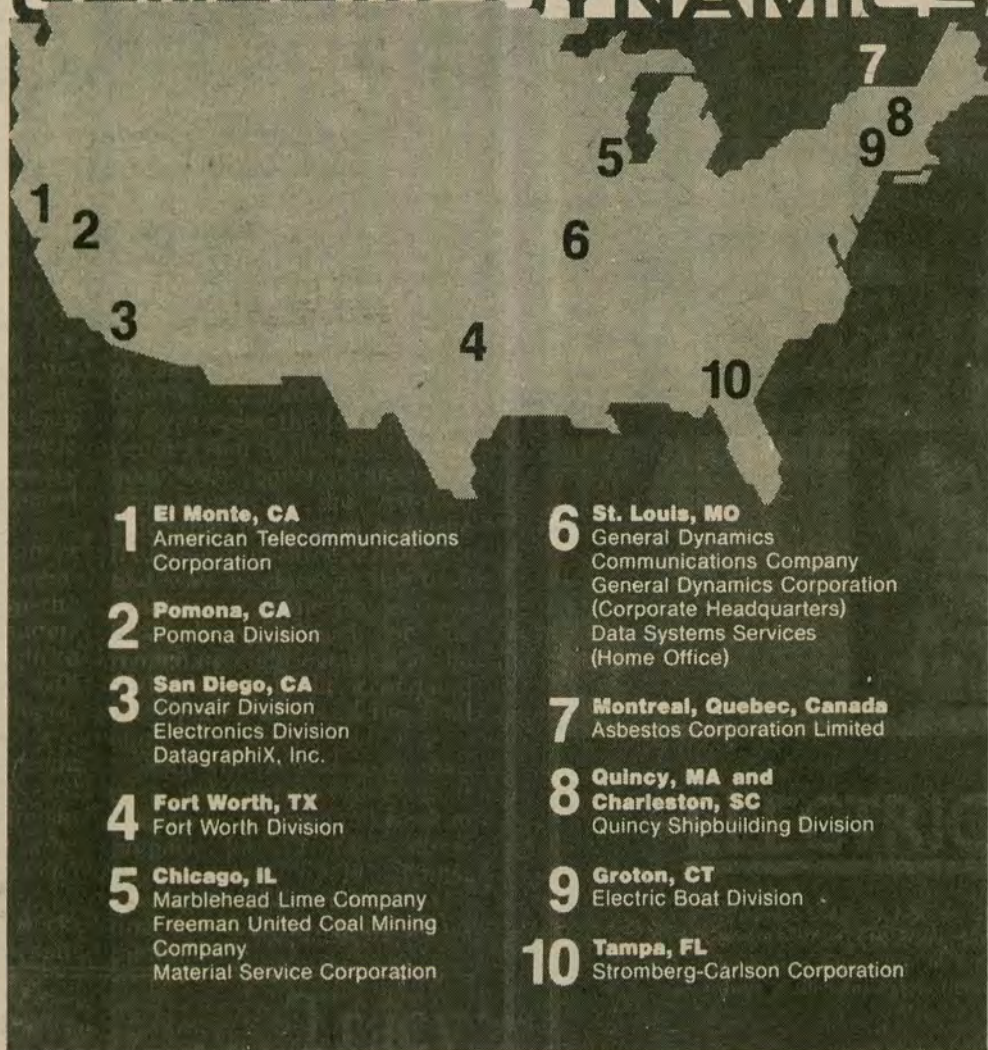 DYNAMICS
7
8
5
9
1
2
6
3
4
10
1 El Monte, CA
American Telecommunications
Corporation
2 Pomona, CA
Pomona Division
3 San Diego, CA
Convair Division
Electronics Division
DatagraphiX, Inc.
4 Fort Worth, TX
Fort Worth Division
5 Chicago, IL
Marblehead Lime Company
Freeman United Coal Mining
Company
Material Service Corporation
6 St. Louis, MO
General Dynamics
Communications Company
General Dynamics Corporation
(Corporate Headquarters)
Data Systems Services
(Home Office)
7 Montreal, Quebec, Canada
Asbestos Corporation Limited
8 Quincy, MA and
Charleston, SC
Quincy Shipbuilding Division
9 Groton, CT
Electric Boat Division
10 Tampa, FL
Stromberg-Carlson Corporation